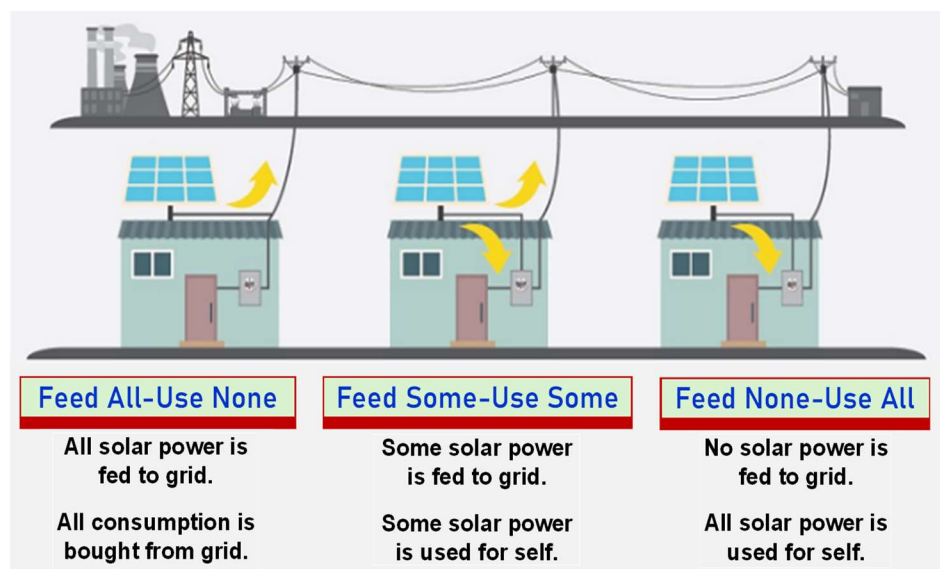 Feed All-Use None
All solar power is
fed to grid.
All consumption is
bought from grid.
Feed Some-Use Some
Some solar power
is fed to grid.
Some solar power
is used for self.
Feed None-Use All
No solar power is
fed to grid.
All solar power is
used for self.